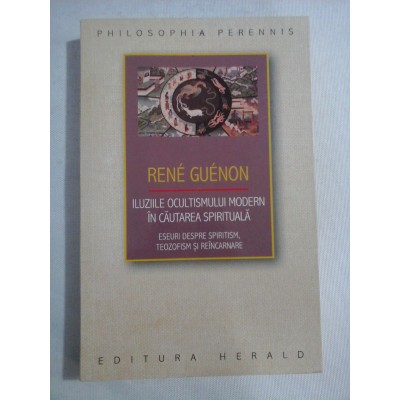 PHILOSOPHIA PERENNIS
RENÉ GUÉNON
ILUZIILE OCULTISMULUI MODERN
ÎN CĂUTAREA SPIRITUALĂ
ESEURI DESPRE SPIRITISM,
TEOZOFISM ȘI REÎNCARNARE
EDITURA HERALD